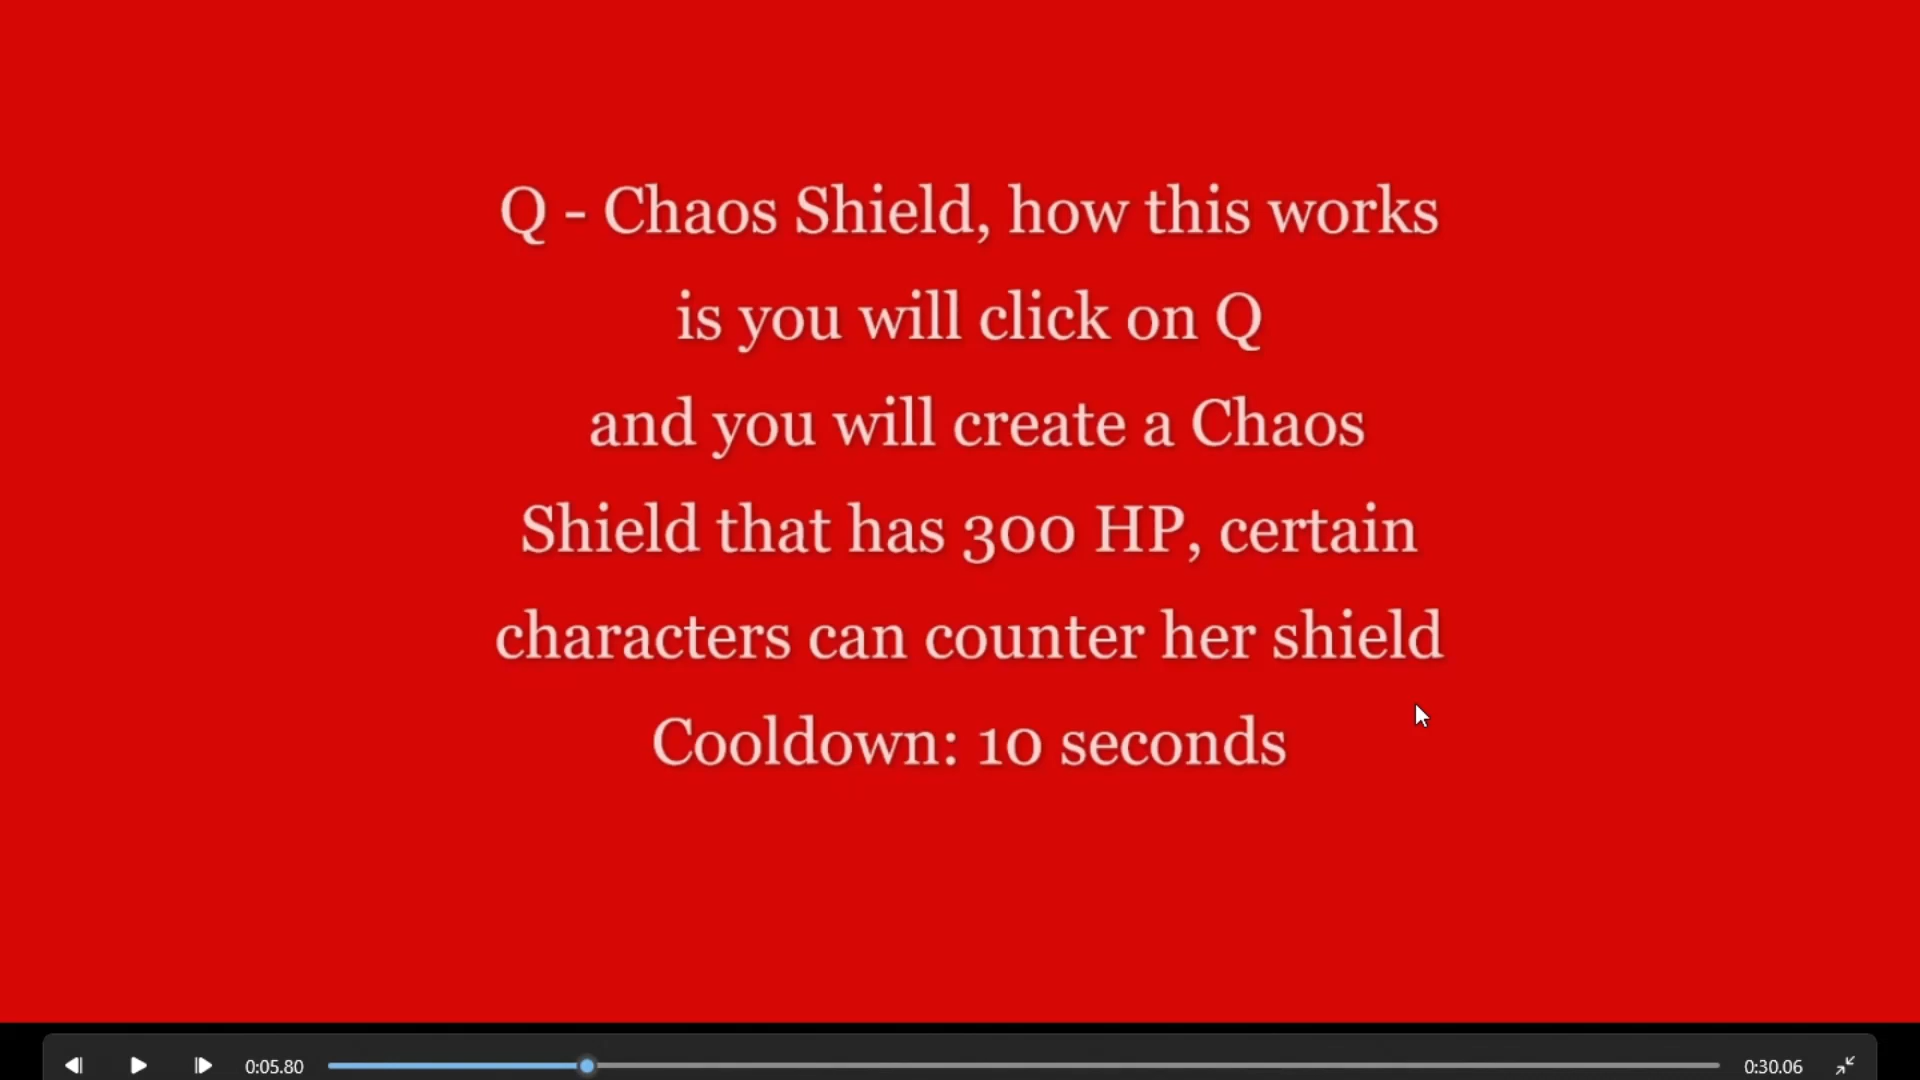 Q - Chaos Shield, how this works
is you will click on Q
and you will create a Chaos
Shield that has 300 HP, certain
characters can counter her shield
Cooldown: 10 seconds
0:05.80
0:30.06